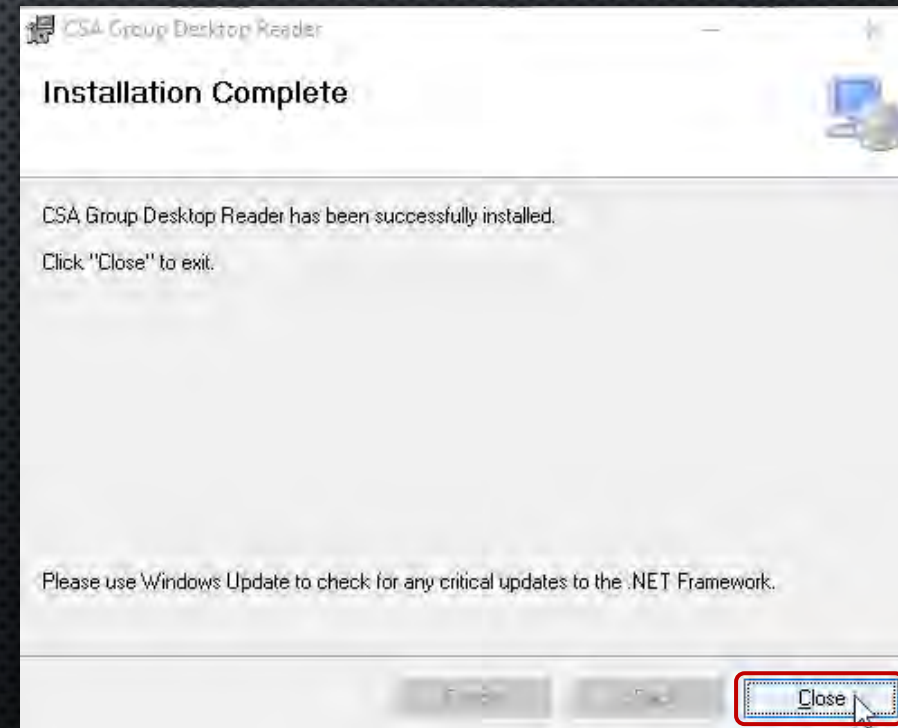 CSA Group Desktop Reader
Installation Complete
CSA Group Desktop Reader has been successfully installed.
Click "Close" to exit.
Please use Windows Update to check for any critical updates to the .NET Framework.
Close